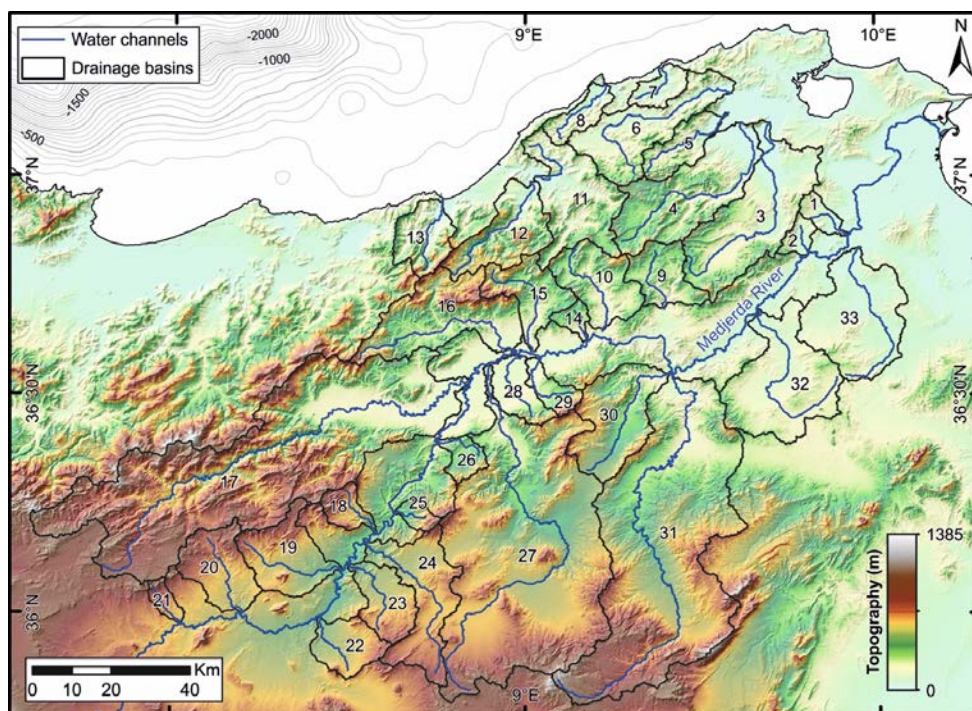 Water channels
Drainage basins
-2000
-1000
-1500
-500
9°E
10°E
N
37°N
37°N
7
8
6
5
11
4
3
1
13
12
2
10
9
15
16
14
Medjerda River
33
28
29
32
30
36°30'N
36°30'N
26
17
18
25
19
24
27
31
20
21
23
22
36°N
36°N
9°E
Km
0 10 20 40
Topography (m)
1385
0